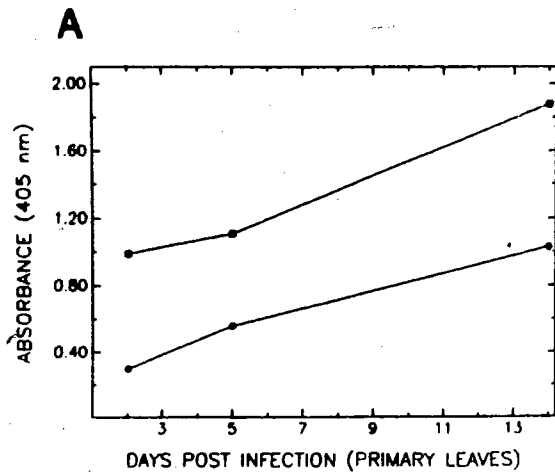 A
2.00
1.60
1.20
0.80
0.40
ABSORBANCE (405 nm)
3 5 7 9 11 13
DAYS POST INFECTION (PRIMARY LEAVES)